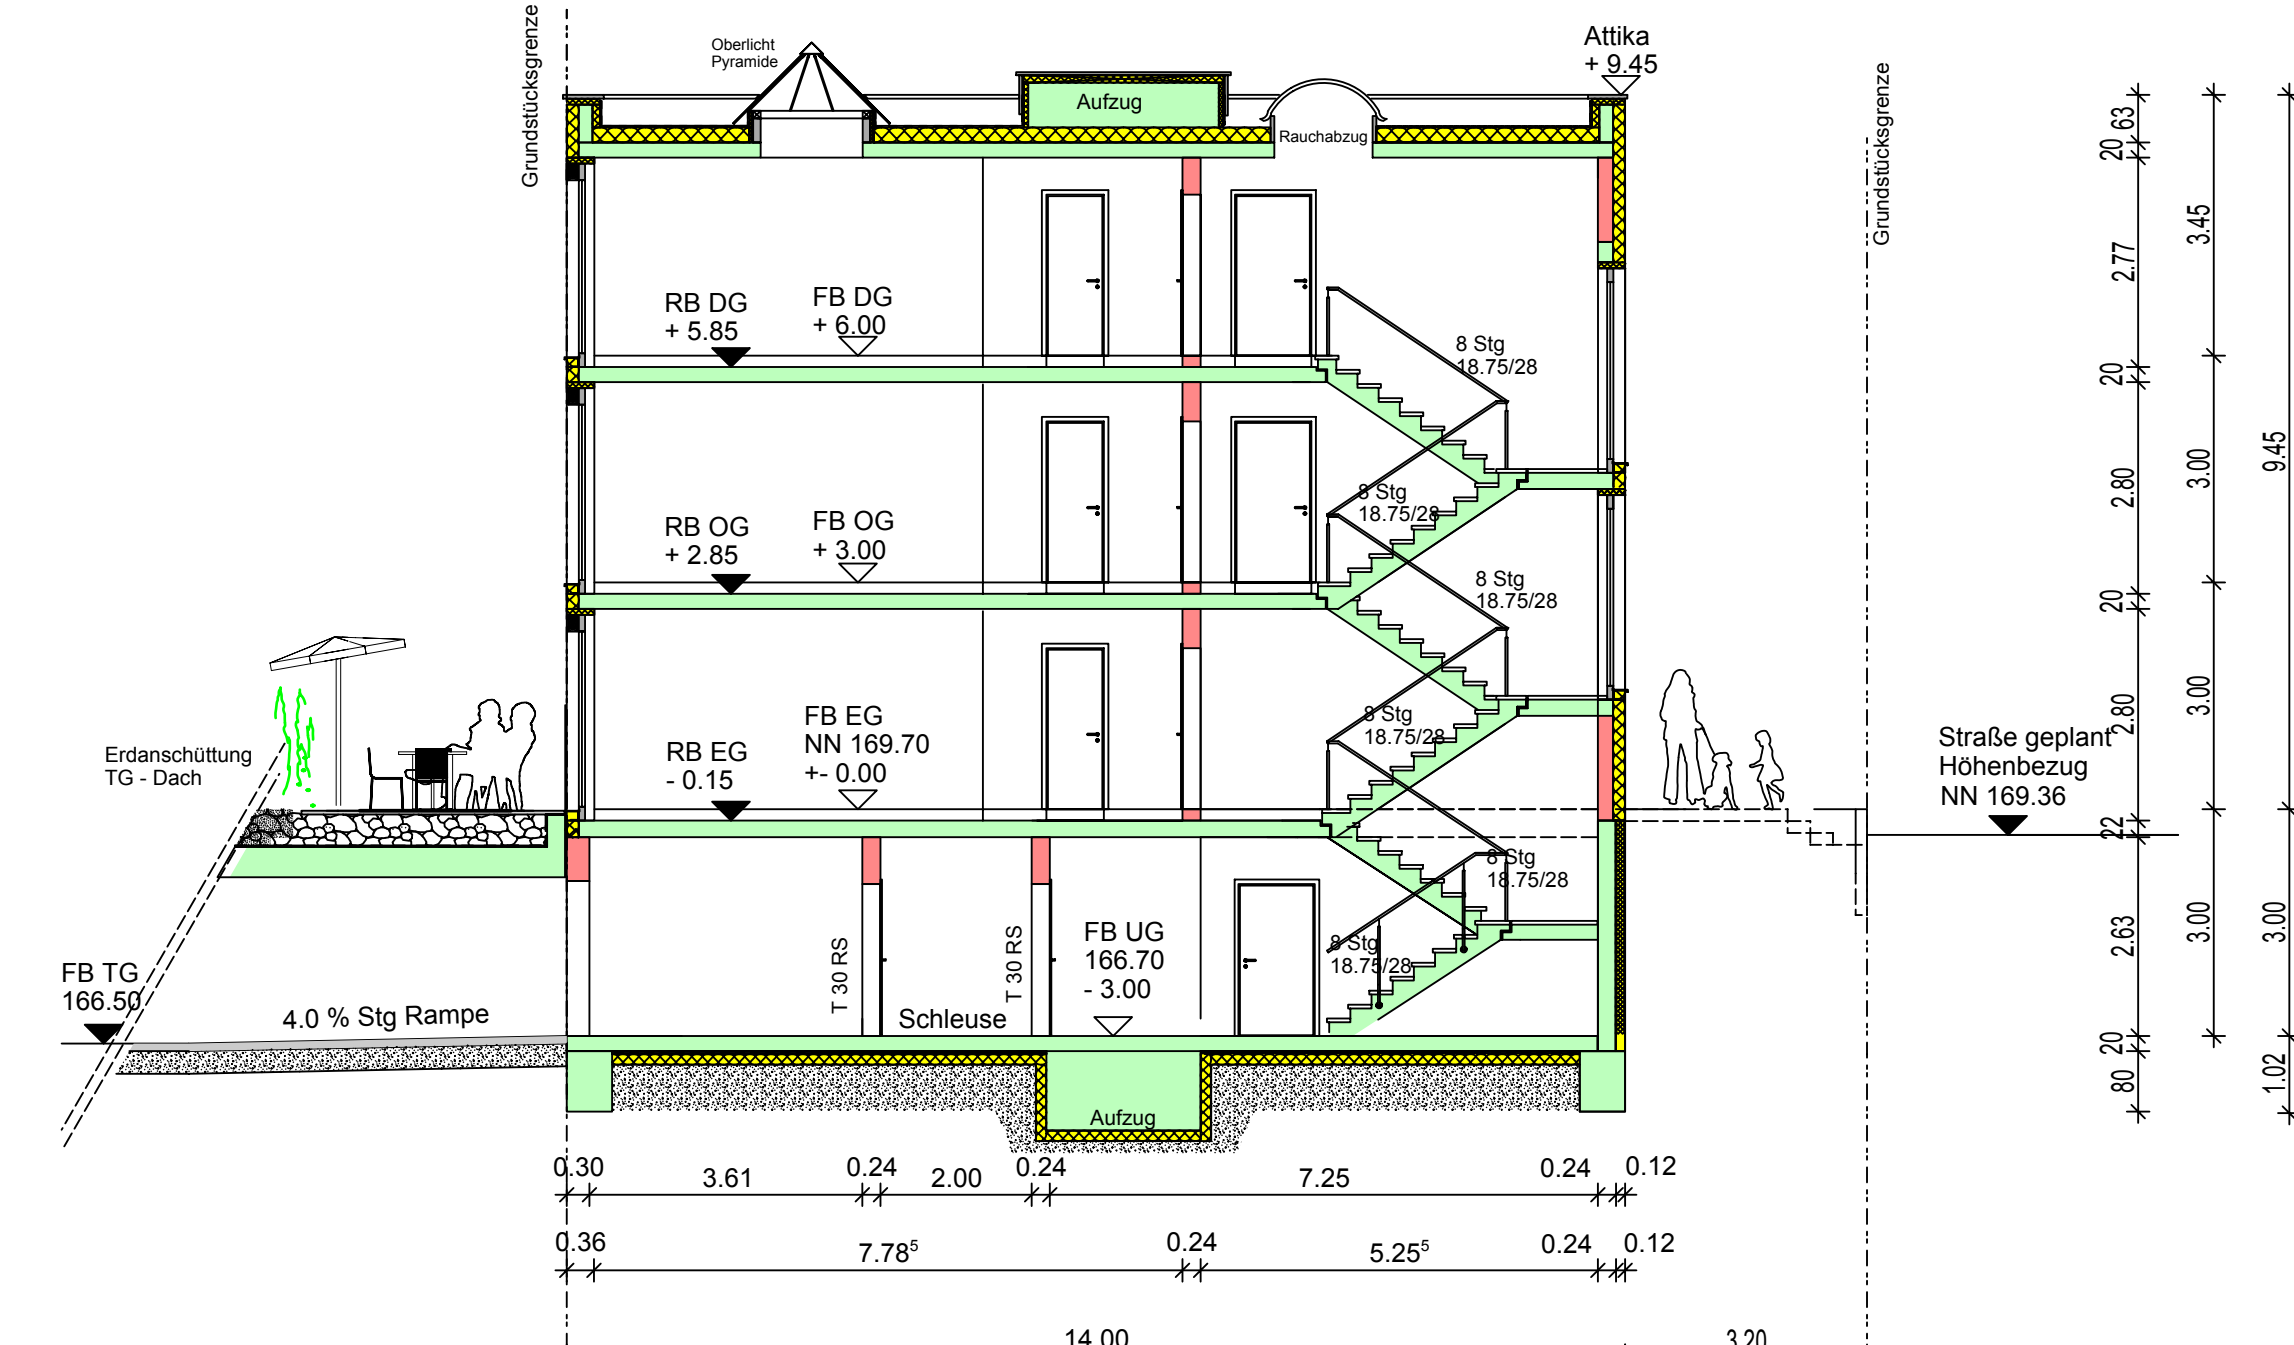 Grundstücksgrenze
Oberlicht
Pyramide
Aufzug
Rauchabzug
Attika
+ 9.45
Grundstücksgrenze
RB DG
+ 5.85
FB DG
+ 6.00
8 Stg
18.75/28
RB OG
+ 2.85
FB OG
+ 3.00
8 Stg
18.75/28
8 Stg
18.75/28
RB EG
- 0.15
FB EG
NN 169.70
+- 0.00
8 Stg
18.75/28
8 Stg
18.75/28
8 Stg
18.75/28
Erdanschüttung
TG - Dach
Straße geplant
Höhenbezug
NN 169.36
FB TG
166.50
4.0 % Stg Rampe
T 30 RS
Schleuse
T 30 RS
FB UG
166.70
- 3.00
Aufzug
63
20
2.77
20
2.80
20
2.80
22
2.63
20
80
3.45
3.00
3.00
3.00
9.45
3.00
1.02
0.30
3.61
0.24
2.00
0.24
7.25
0.24
0.12
0.36
7.78⁵
0.24
5.25⁵
0.24
0.12
14.00
3.20